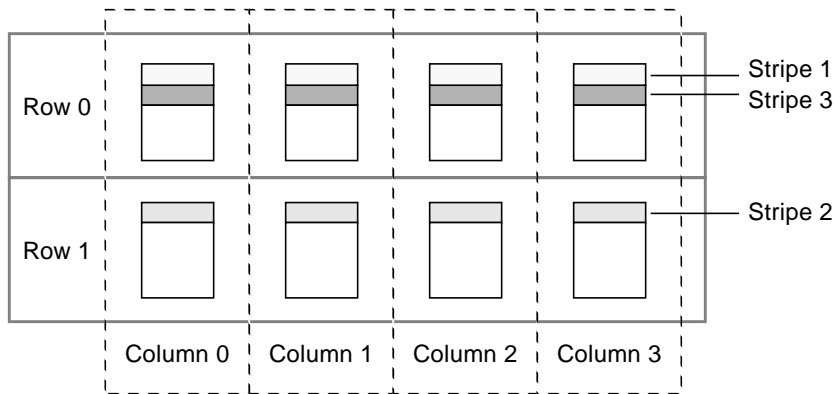 Stripe 1
Row 0
Stripe 3
Row 1
Stripe 2
Column 0
Column 1
Column 2
Column 3